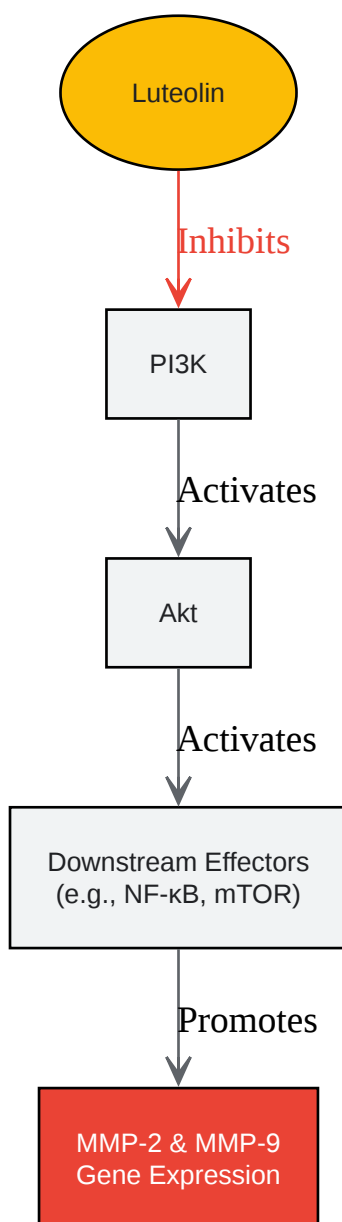 Luteolin
Inhibits
PI3K
Activates
Akt
Activates
Downstream Effectors
(e.g., NF-κB, mTOR)
Promotes
MMP-2 & MMP-9
Gene Expression